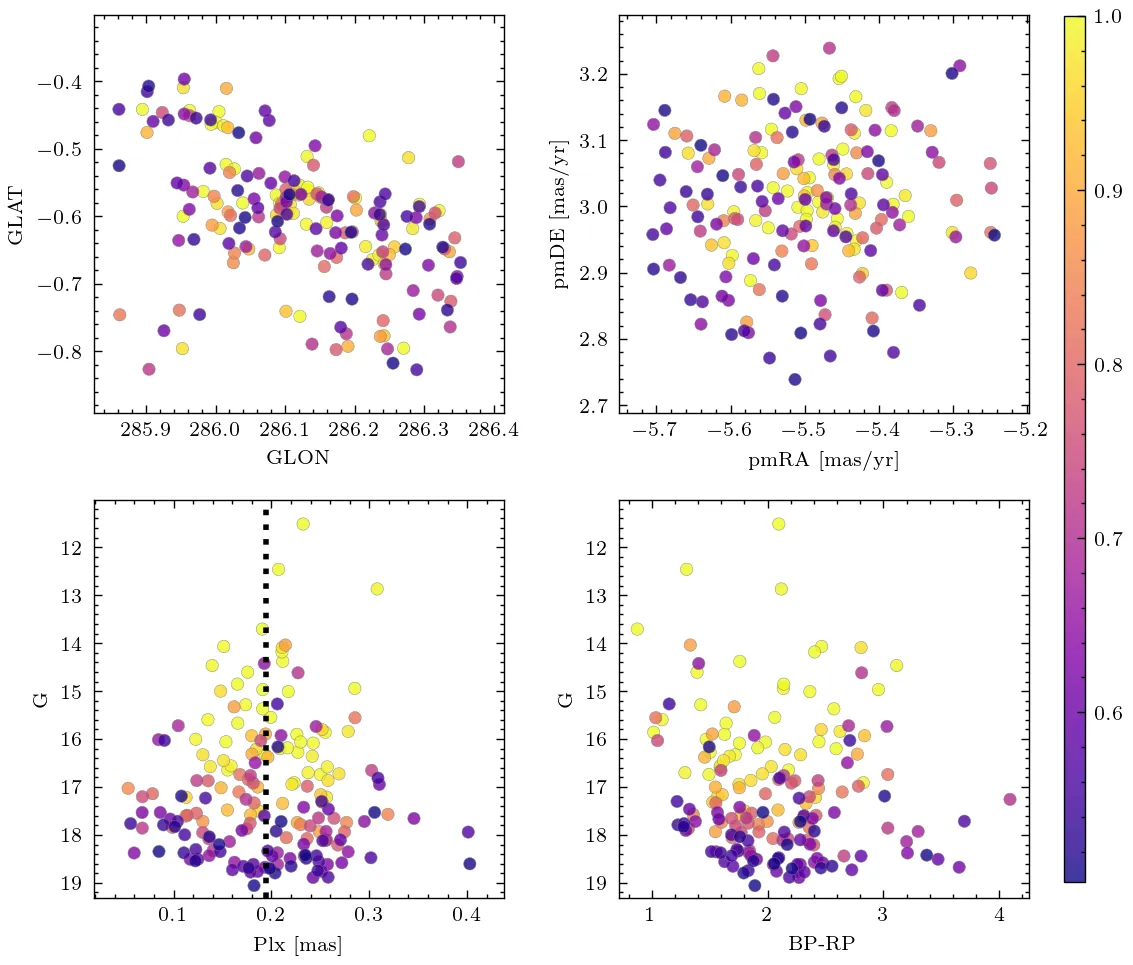 GLAT
−0.4
−0.5
−0.6
−0.7
−0.8
285.9 286.0 286.1 286.2 286.3 286.4
GLON
pmDE [mas/yr]
3.2
3.1
3.0
2.9
2.8
2.7
−5.7 −5.6 −5.5 −5.4 −5.3 −5.2
pmRA [mas/yr]
G
12
13
14
15
16
17
18
19
0.1 0.2 0.3 0.4
Plx [mas]
G
12
13
14
15
16
17
18
19
1 2 3 4
BP-RP
1.0
0.9
0.8
0.7
0.6